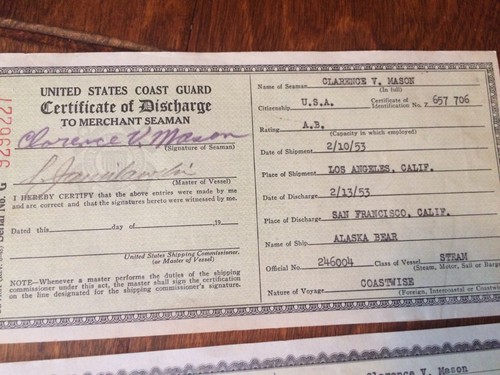 UNITED STATES COAST GUARD
Certificate of Discharge
TO MERCHANT SEAMAN
Clarence V. Mason
(Signature of Seaman)
(Master of Vessel)
I HEREBY CERTIFY that the above entries were made by me
and are correct and that the signatures hereto were witnessed by me.
Dated this day of , 19
United States Shipping Commissioner
(or Master of Vessel)
NOTE—Whenever a master performs the duties of the shipping
commissioner under this act, the master shall sign the certification
on the line designated for the shipping commissioner's signature.
Serial No. G 9296227
Name of Seaman CLARENCE V. MASON
(In full)
Citizenship U.S.A. Certificate of Identification No. Z 657 706
Rating A.B.
(Capacity in which employed)
Date of Shipment 2/10/53
Place of Shipment LOS ANGELES, CALIF.
Date of Discharge 2/13/53
Place of Discharge SAN FRANCISCO, CALIF.
Name of Ship ALASKA BEAR
Official No. 246004 Class of Vessel STEAM
(Steam, Motor, Sail or Barge
Nature of Voyage COASTWISE
(Foreign, Intercoastal or Coastwise
Clarence V. Mason